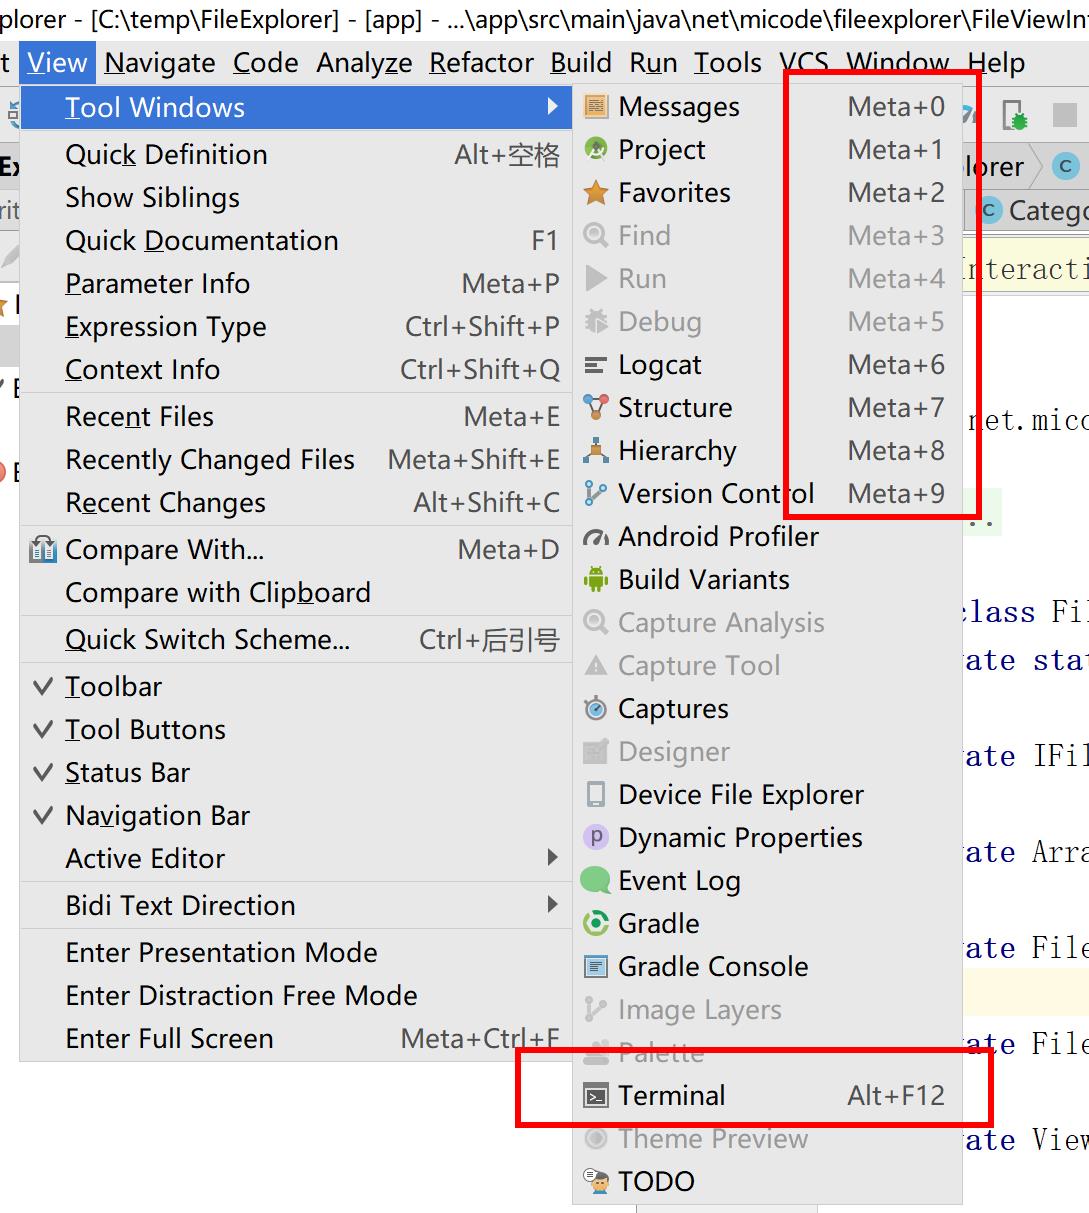 plorer - [C:\temp\FileExplorer] - [app] - ...\app\src\main\java\net\micode\fileexplorer\FileViewInt
t View Navigate Code Analyze Refactor Build Run Tools VCS Window Help
Tool Windows
Quick Definition Alt+空格
Show Siblings
Quick Documentation F1
Parameter Info Meta+P
Expression Type Ctrl+Shift+P
Context Info Ctrl+Shift+Q
Recent Files Meta+E
Recently Changed Files Meta+Shift+E
Recent Changes Alt+Shift+C
Compare With...  Meta+D
Compare with Clipboard
Quick Switch Scheme... Ctrl+后引号
Toolbar
Tool Buttons
Status Bar
Navigation Bar
Active Editor
Bidi Text Direction
Enter Presentation Mode
Enter Distraction Free Mode
Enter Full Screen Meta+Ctrl+F
Messages Meta+0
Project Meta+1
Favorites Meta+2
Find Meta+3
Run Meta+4
Debug Meta+5
Logcat Meta+6
Structure Meta+7
Hierarchy Meta+8
Version Control Meta+9
Android Profiler
Build Variants
Capture Analysis
Capture Tool
Captures
Designer
Device File Explorer
Dynamic Properties
Event Log
Gradle
Gradle Console
Image Layers
Palette
Terminal Alt+F12
Theme Preview
TODO
lorer C
C Catego
Interacti
net.mico
..
class Fil
ate stat
ate IFil
ate Arra
ate File
ate File
ate View